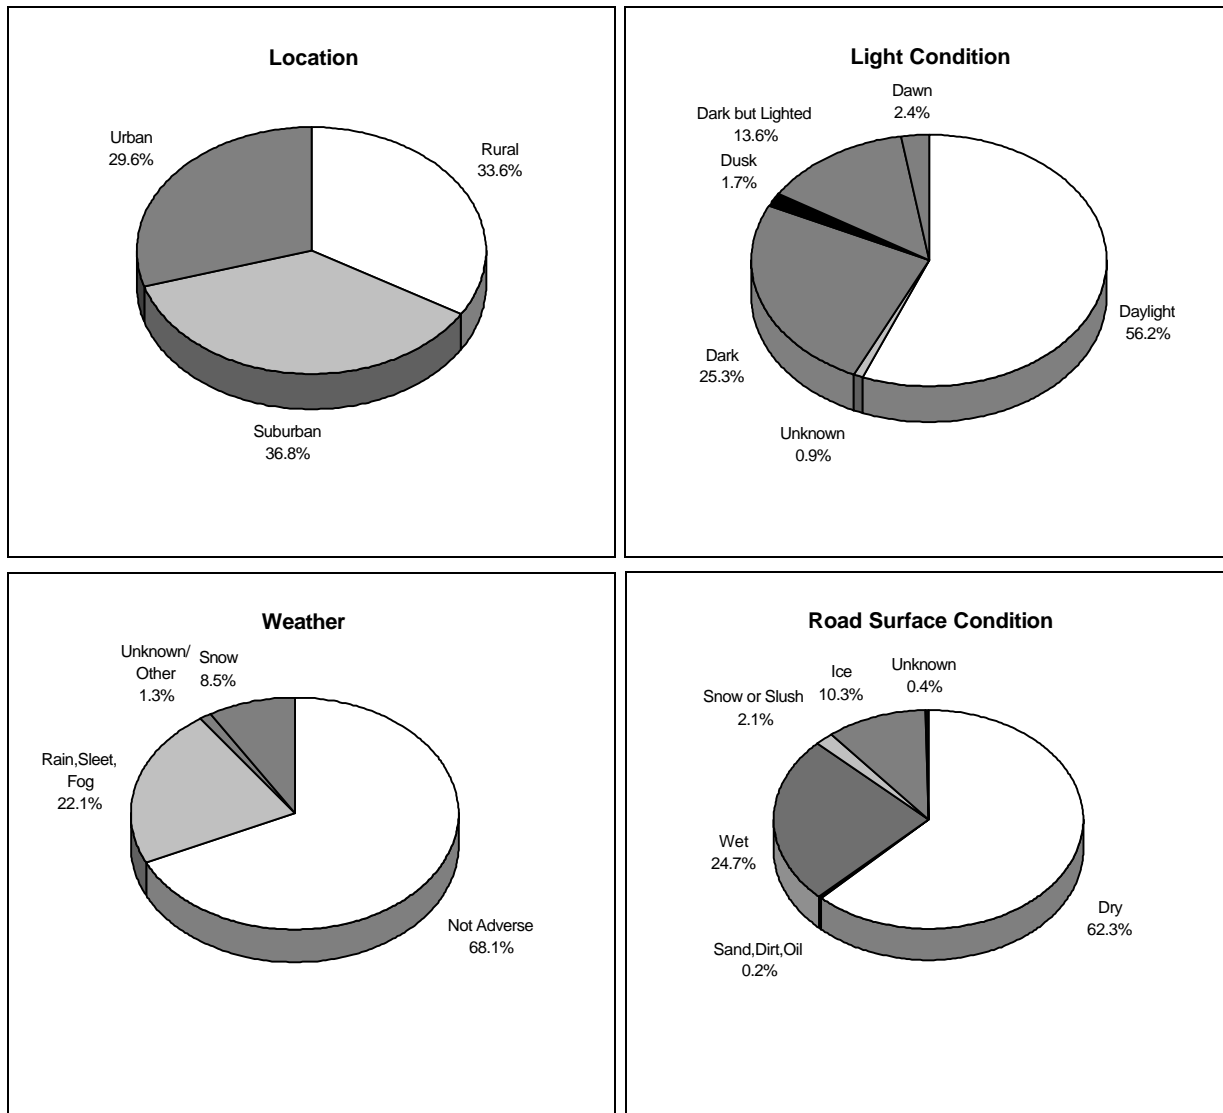 Location
Urban
29.6%
Rural
33.6%
Suburban
36.8%
Light Condition
Dawn
2.4%
Dark but Lighted
13.6%
Dusk
1.7%
Daylight
56.2%
Dark
25.3%
Unknown
0.9%
Weather
Unknown/
Other
1.3%
Snow
8.5%
Rain,Sleet,
Fog
22.1%
Not Adverse
68.1%
Road Surface Condition
Unknown
0.4%
Ice
10.3%
Snow or Slush
2.1%
Wet
24.7%
Dry
62.3%
Sand,Dirt,Oil
0.2%